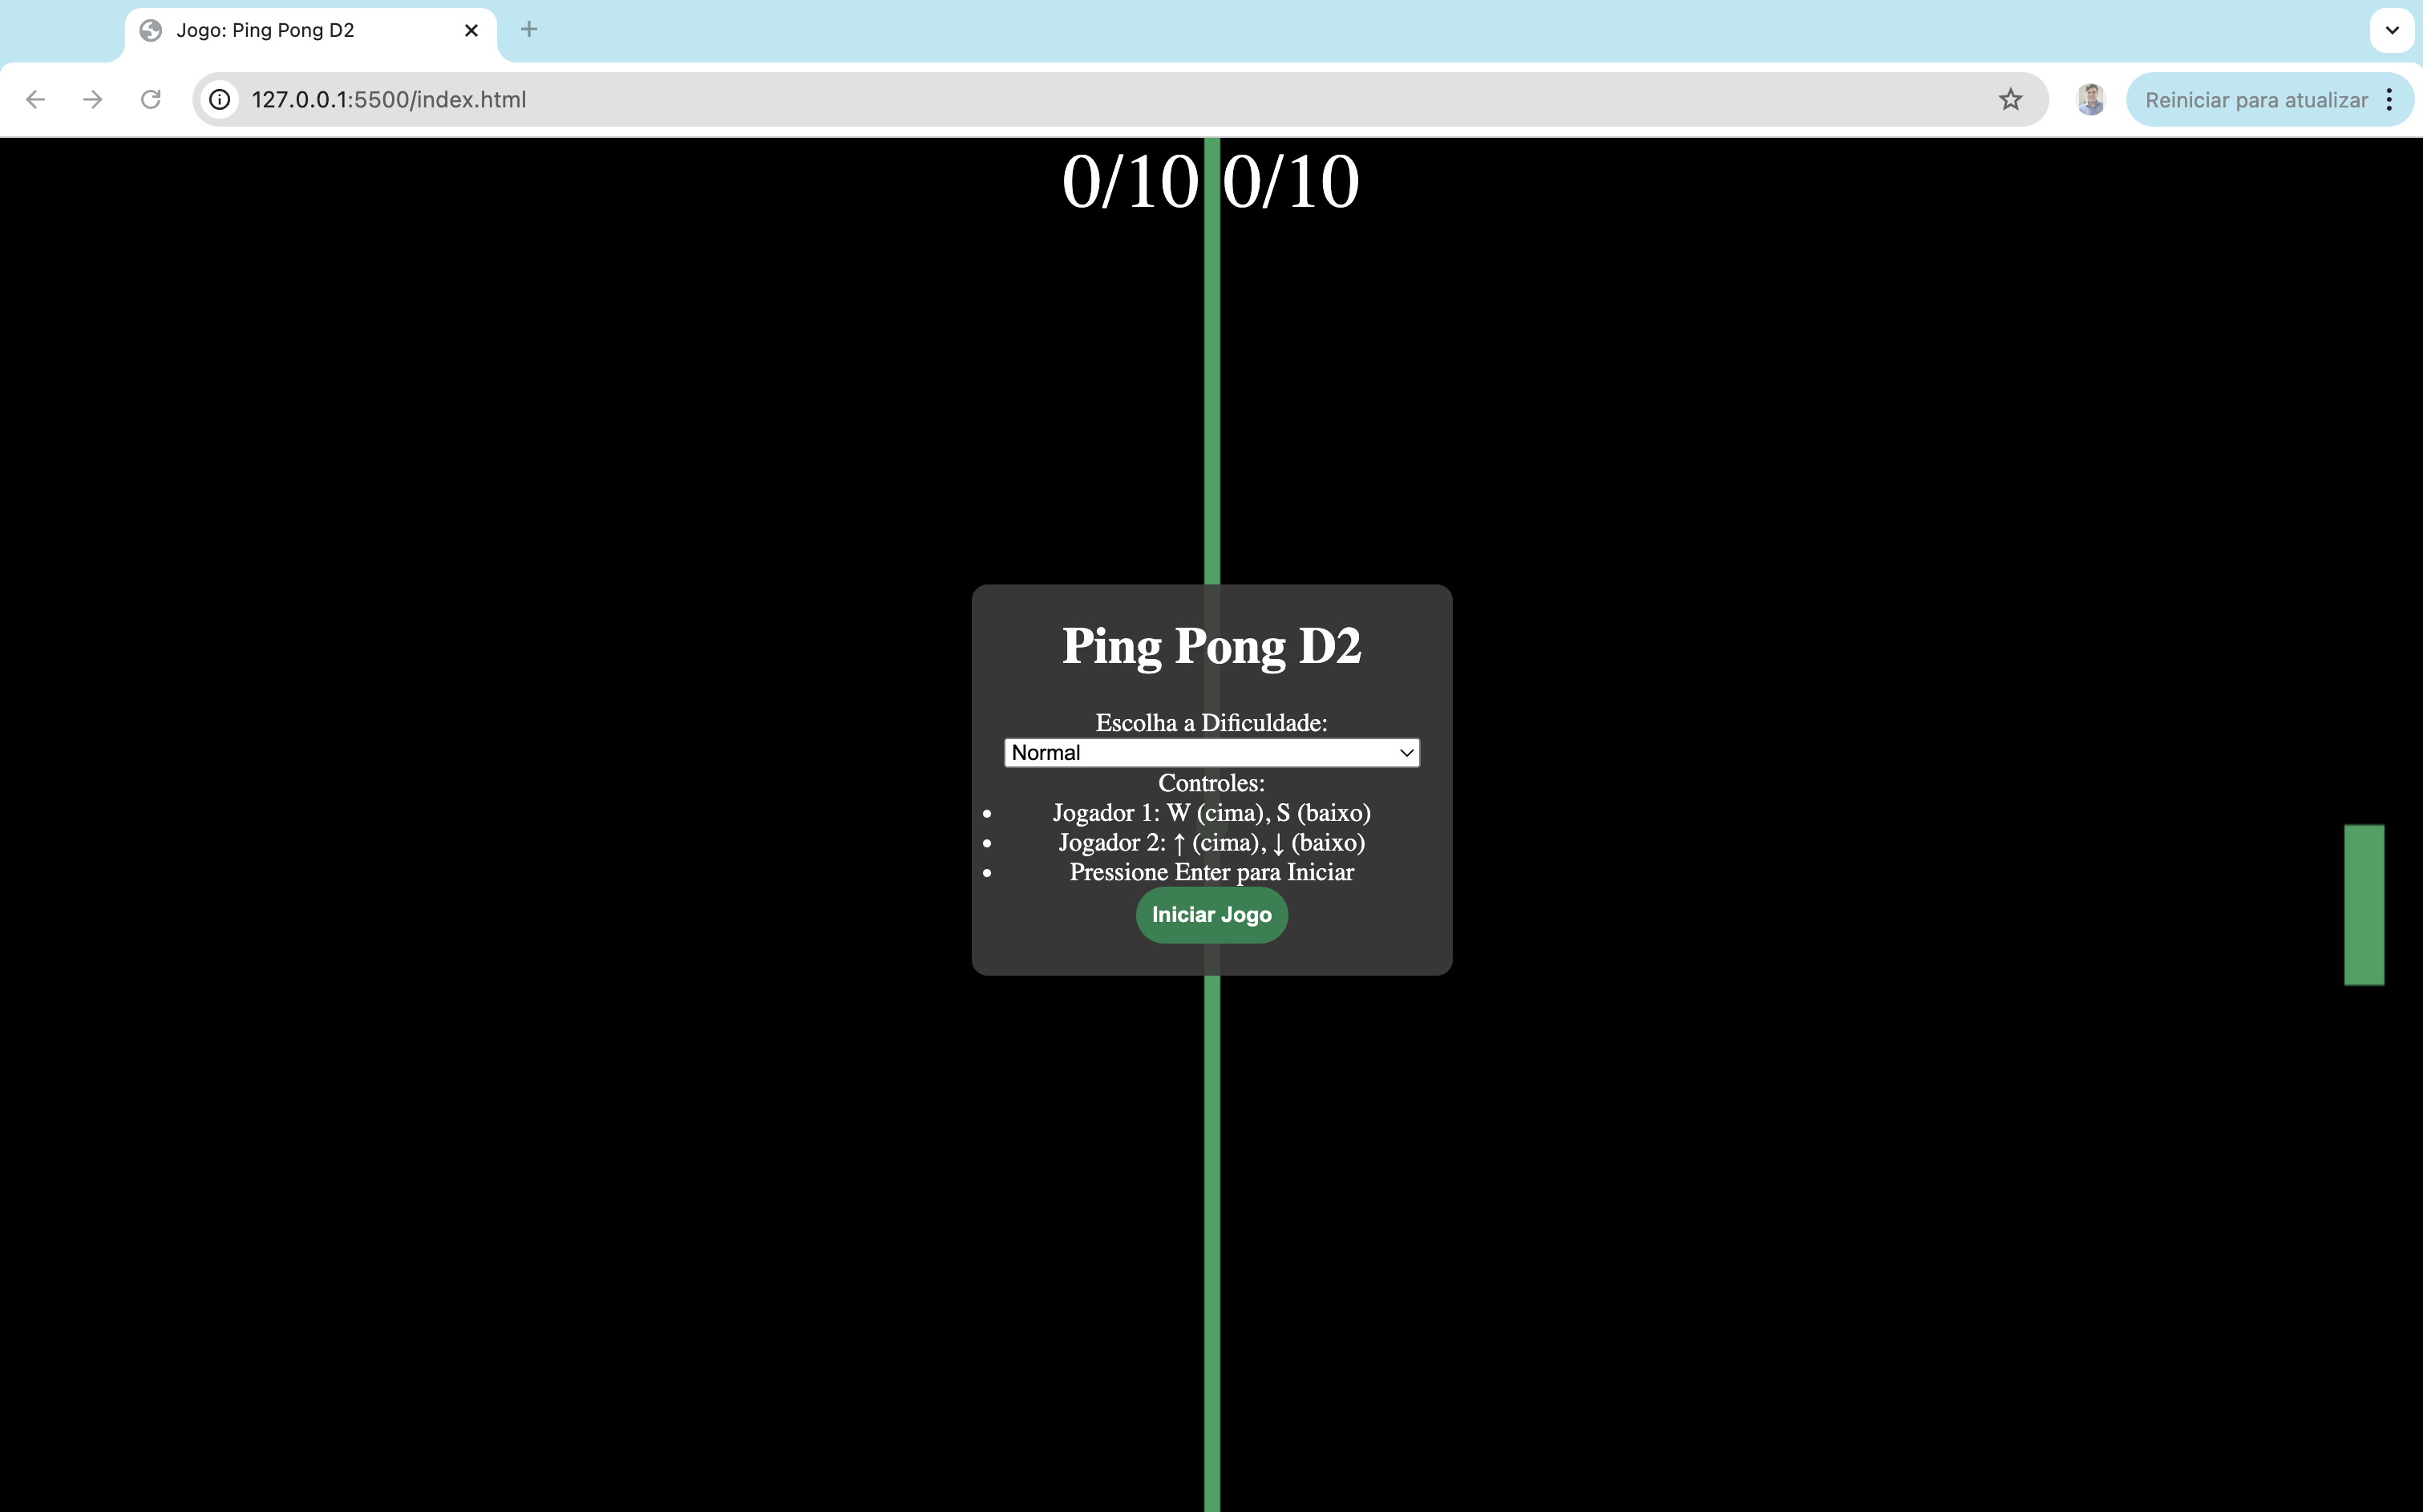 Jogo: Ping Pong D2
127.0.0.1:5500/index.html
Reiniciar para atualizar
0/10 0/10
Ping Pong D2
Escolha a Dificuldade:
Normal
Controles:
• Jogador 1: W (cima), S (baixo)
• Jogador 2: ↑ (cima), ↓ (baixo)
• Pressione Enter para Iniciar
Iniciar Jogo